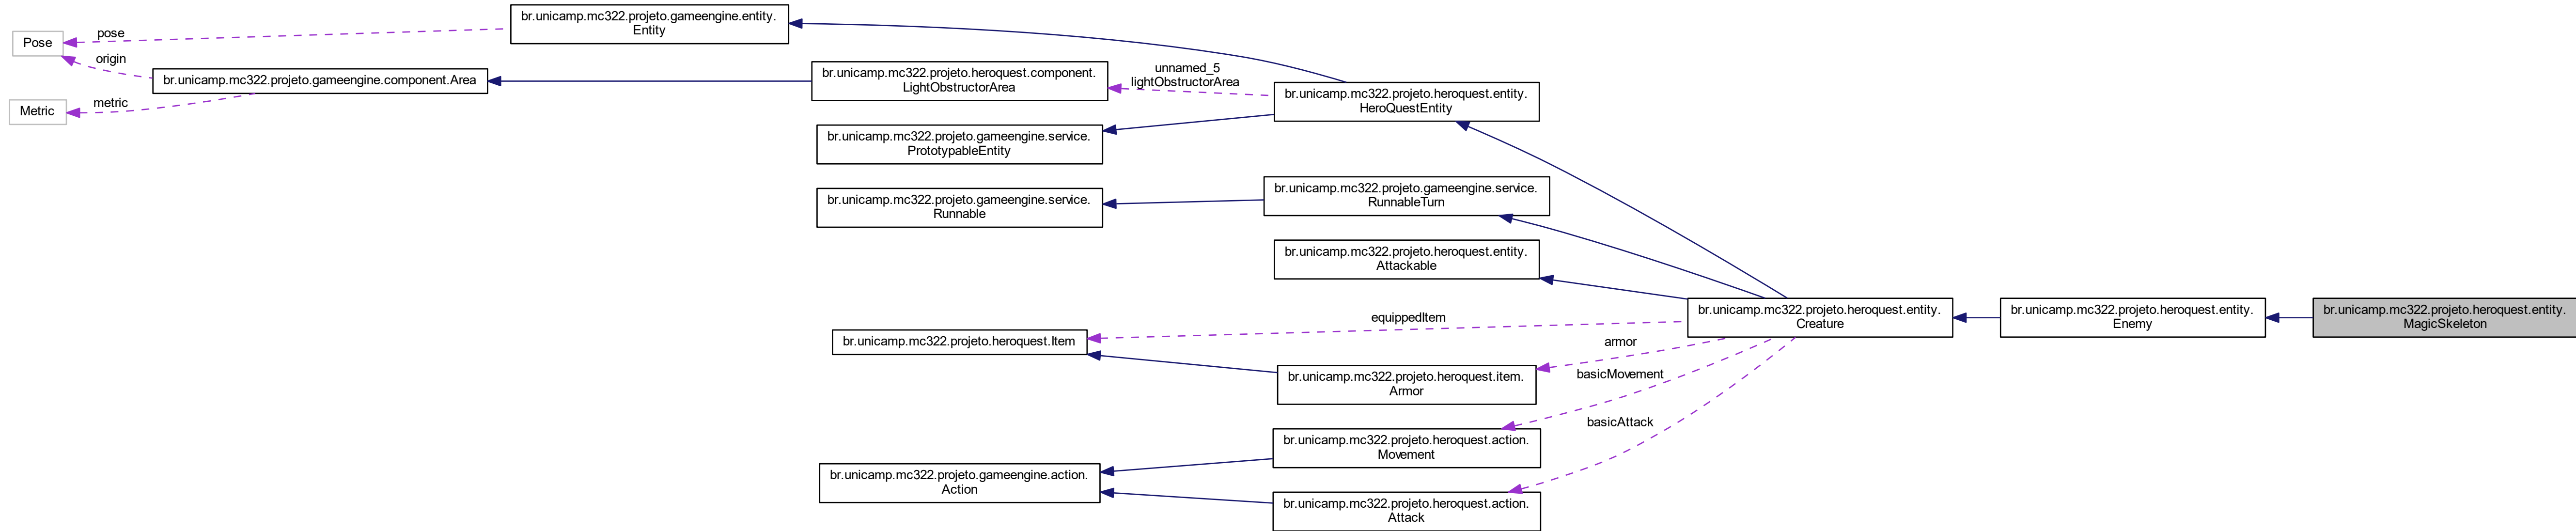 br.unicamp.mc322.projeto.gameengine.entity.
Entity
pose
Pose
origin
br.unicamp.mc322.projeto.gameengine.component.Area
metric
Metric
br.unicamp.mc322.projeto.heroquest.component.
LightObstructorArea
unnamed_5
lightObstructorArea
br.unicamp.mc322.projeto.heroquest.entity.
HeroQuestEntity
br.unicamp.mc322.projeto.gameengine.service.
PrototypableEntity
br.unicamp.mc322.projeto.gameengine.service.
RunnableTurn
br.unicamp.mc322.projeto.gameengine.service.
Runnable
br.unicamp.mc322.projeto.heroquest.entity.
Attackable
br.unicamp.mc322.projeto.heroquest.entity.
Creature
br.unicamp.mc322.projeto.heroquest.entity.
Enemy
br.unicamp.mc322.projeto.heroquest.entity.
MagicSkeleton
equippedItem
br.unicamp.mc322.projeto.heroquest.Item
armor
br.unicamp.mc322.projeto.heroquest.item.
Armor
basicMovement
basicAttack
br.unicamp.mc322.projeto.heroquest.action.
Movement
br.unicamp.mc322.projeto.gameengine.action.
Action
br.unicamp.mc322.projeto.heroquest.action.
Attack